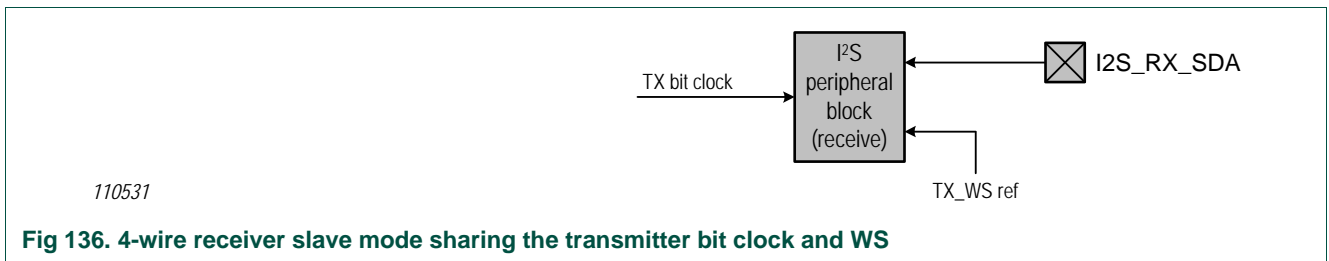 I²S
peripheral
block
(receive)
I2S_RX_SDA
TX bit clock
TX_WS ref
110531
Fig 136. 4-wire receiver slave mode sharing the transmitter bit clock and WS